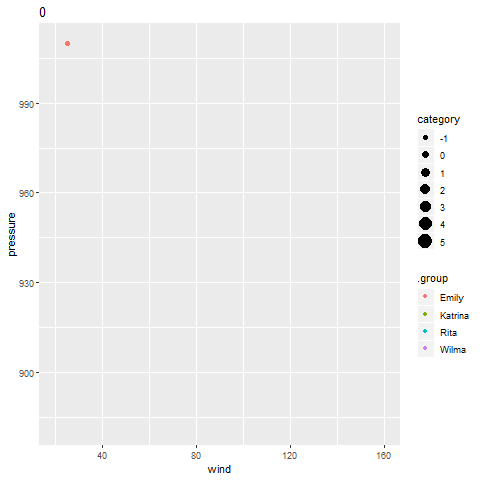 0
990
960
930
900
pressure
40 80 120 160
wind
category
-1
0
1
2
3
4
5
.group
Emily
Katrina
Rita
Wilma